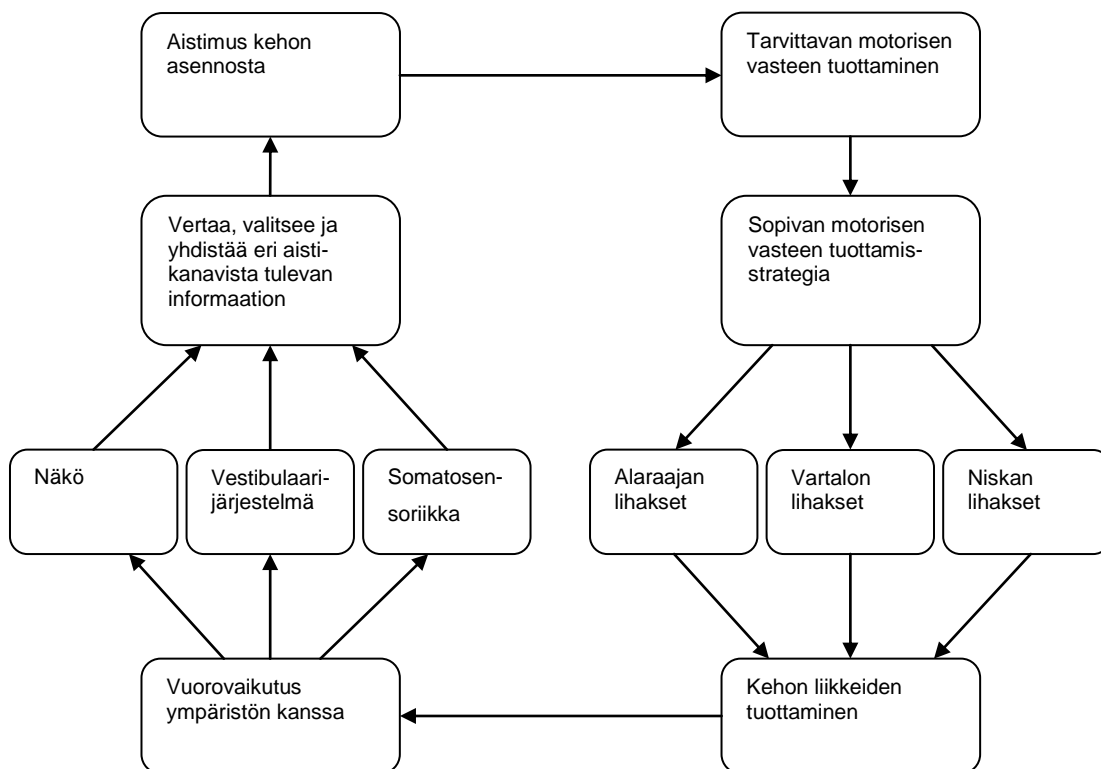 Aistimus kehon
asennosta
Tarvittavan motorisen
vasteen tuottaminen
Vertaa, valitsee ja
yhdistää eri aisti-
kanavista tulevan
informaation
Sopivan motorisen
vasteen tuottamis-
strategia
Näkö
Vestibulaari-
järjestelmä
Somatosen-
soriikka
Alaraajan
lihakset
Vartalon
lihakset
Niskan
lihakset
Vuorovaikutus
ympäristön kanssa
Kehon liikkeiden
tuottaminen